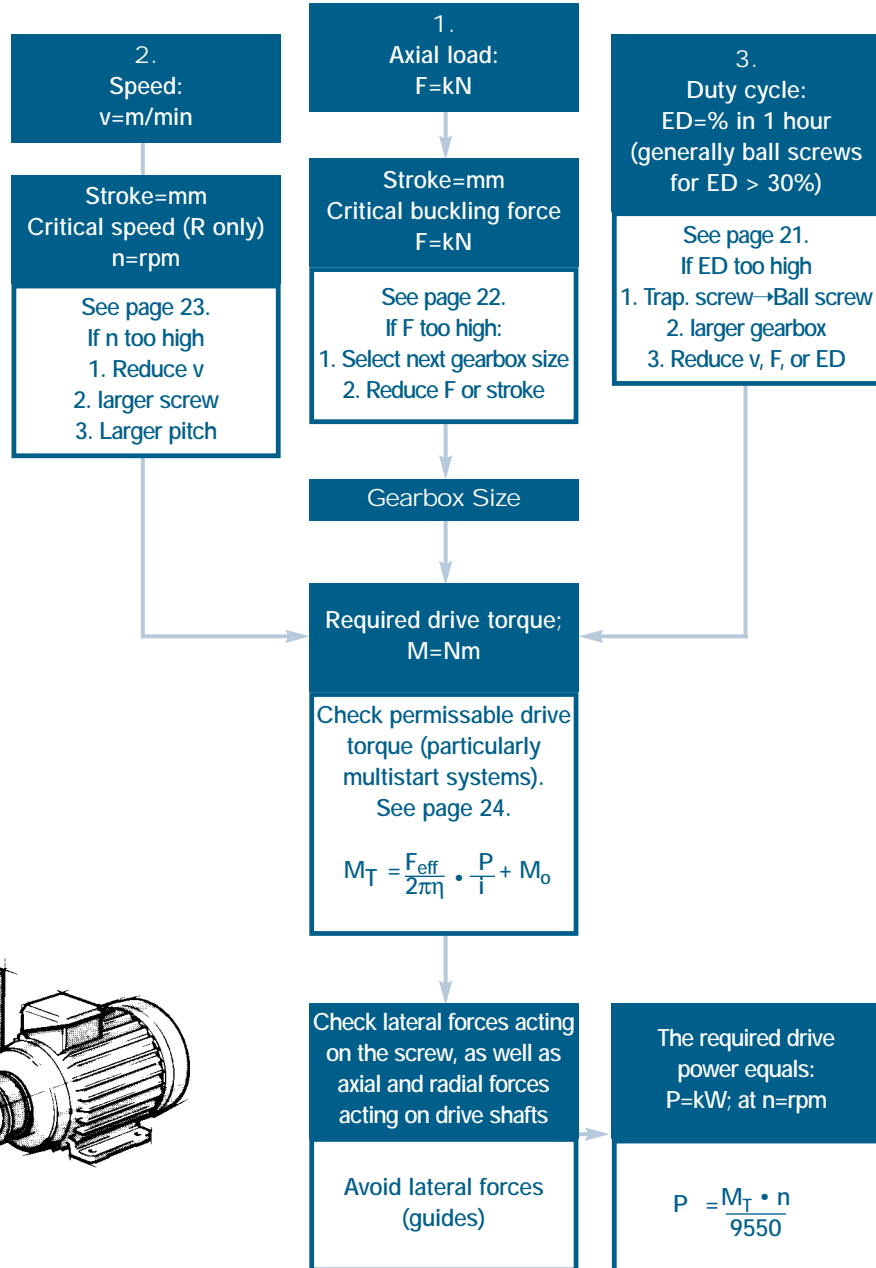 2.
Speed:
v=m/min
Stroke=mm
Critical speed (R only)
n=rpm
See page 23.
If n too high
1. Reduce v
2. larger screw
3. Larger pitch
1.
Axial load:
F=kN
Stroke=mm
Critical buckling force
F=kN
See page 22.
If F too high:
1. Select next gearbox size
2. Reduce F or stroke
3.
Duty cycle:
ED=% in 1 hour
(generally ball screws
for ED > 30%)
See page 21.
If ED too high
1. Trap. screw→Ball screw
2. larger gearbox
3. Reduce v, F, or ED
Gearbox Size
Required drive torque;
M=Nm
Check permissable drive
torque (particularly
multistart systems).
See page 24.
M_T = F_eff/2πη • P/i + M_o
Check lateral forces acting
on the screw, as well as
axial and radial forces
acting on drive shafts
Avoid lateral forces
(guides)
The required drive
power equals:
P=kW; at n=rpm
P = M_T • n/9550